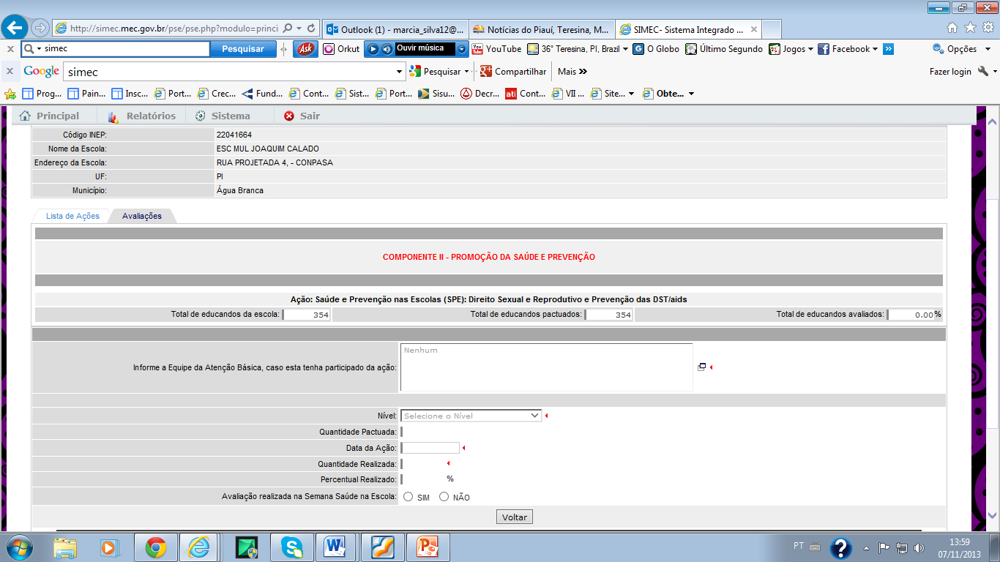 http://simec.mec.gov.br/pse/pse.php?modulo=princi
Outlook (1) - marcia_silva12@...
Notícias do Piauí, Teresina, M...
SIMEC- Sistema Integrado ...
x simec Pesquisar Ask Orkut Ouvir música YouTube 36° Teresina, PI, Brazil O Globo Último Segundo Jogos Facebook Opções
x Google simec Pesquisar Compartilhar Mais Fazer login
Prog... Pain... Insc... Port... Crec... Fund... Cont... Sist... Port... Sisu... Decr... ati Cont... VII ... Site... Obte...
Principal Relatórios Sistema Sair
Código INEP: 22041664
Nome da Escola: ESC MUL JOAQUIM CALADO
Endereço da Escola: RUA PROJETADA 4, - CONPASA
UF: PI
Município: Água Branca
Lista de Ações Avaliações
COMPONENTE II - PROMOÇÃO DA SAÚDE E PREVENÇÃO
Ação: Saúde e Prevenção nas Escolas (SPE): Direito Sexual e Reprodutivo e Prevenção das DST/aids
Total de educandos da escola: 354 Total de educandos pactuados: 354 Total de educandos avaliados: 0.00%
Nenhum
Informe a Equipe da Atenção Básica, caso esta tenha participado da ação:
Nível: Selecione o Nível
Quantidade Pactuada:
Data da Ação:
Quantidade Realizada:
Percentual Realizado: %
Avaliação realizada na Semana Saúde na Escola: SIM NÃO
Voltar
PT 13:59
07/11/2013